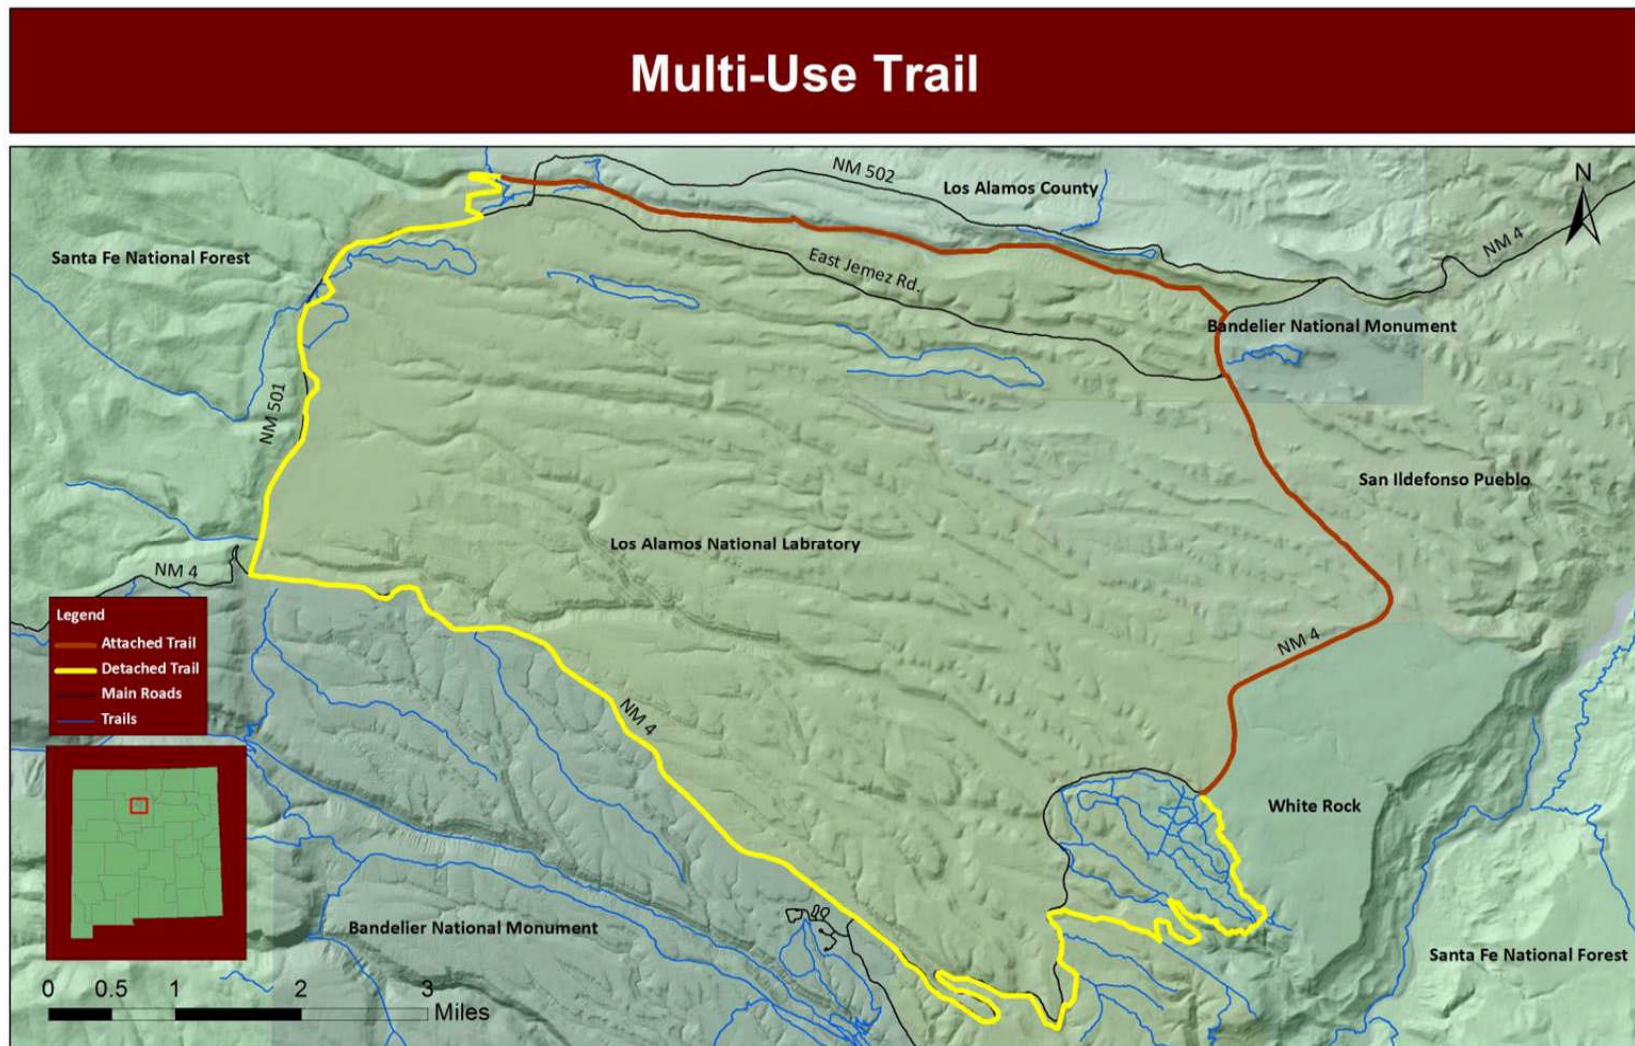 Multi-Use Trail
NM 502
Los Alamos County
N
NM 4
Santa Fe National Forest
East Jemez Rd.
Bandelier National Monument
NM 501
San Ildefonso Pueblo
Los Alamos National Labratory
NM 4
Legend
Attached Trail
Detached Trail
Main Roads
Trails
NM 4
NM 4
White Rock
Bandelier National Monument
Santa Fe National Forest
0 0.5 1 2 3
Miles